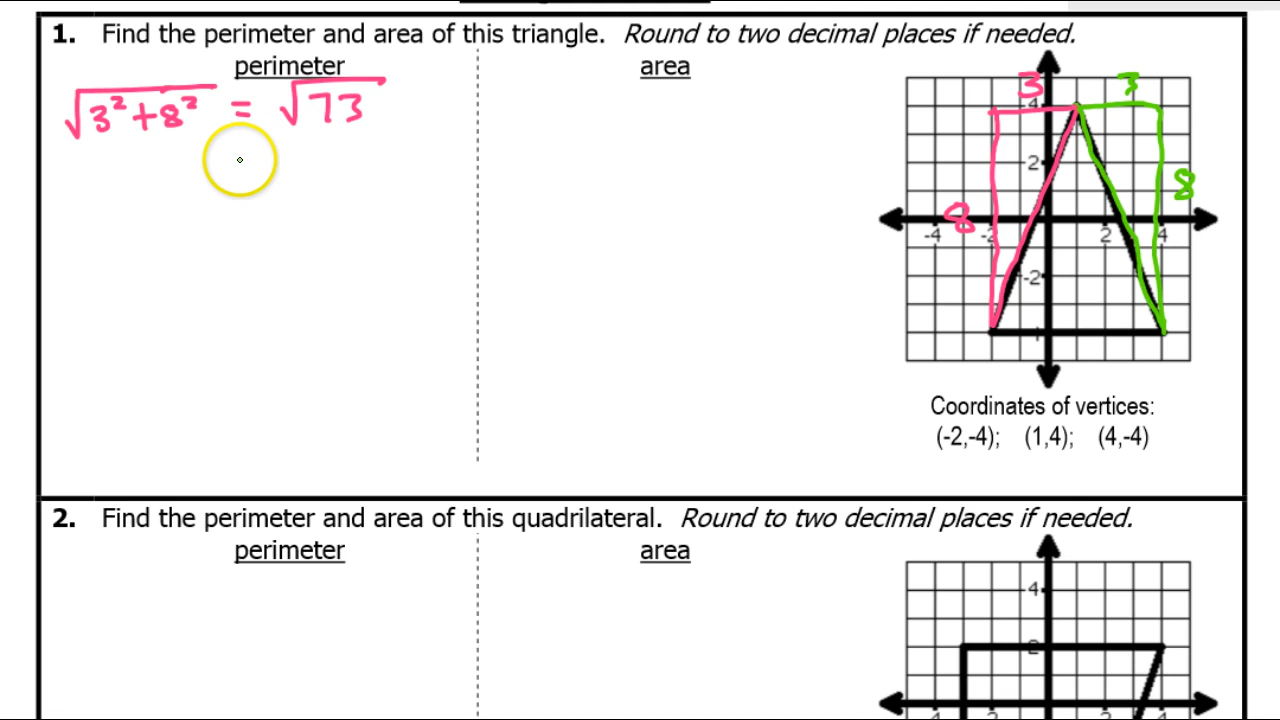 1. Find the perimeter and area of this triangle. Round to two decimal places if needed.
perimeter area
√3²+8² = √73
3 3
4
2
8 8
-4 -2 2 4
-2
Coordinates of vertices:
(-2,-4); (1,4); (4,-4)
2. Find the perimeter and area of this quadrilateral. Round to two decimal places if needed.
perimeter area
4
2